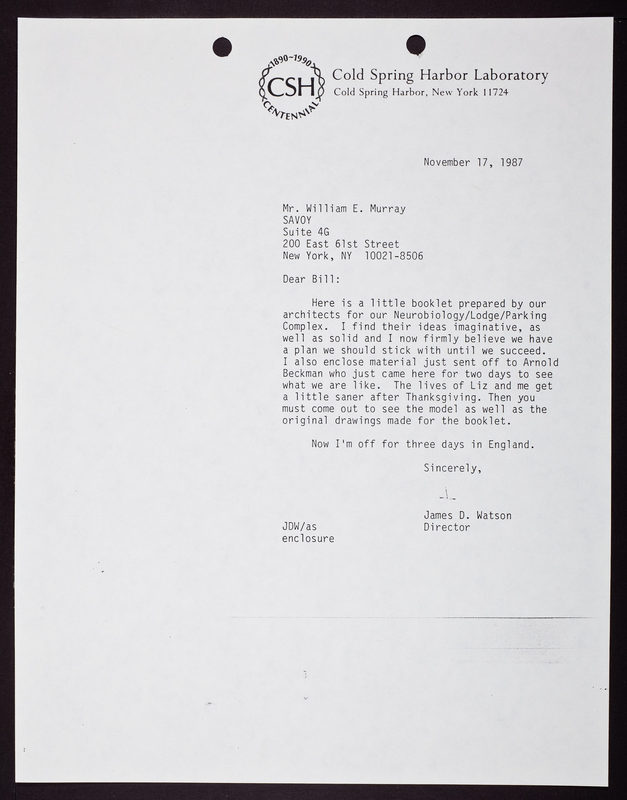 1890~1990
CSH
CENTENNIAL
Cold Spring Harbor Laboratory
Cold Spring Harbor, New York 11724
November 17, 1987
Mr. William E. Murray
SAVOY
Suite 4G
200 East 61st Street
New York, NY 10021-8506
Dear Bill:
Here is a little booklet prepared by our
architects for our Neurobiology/Lodge/Parking
Complex. I find their ideas imaginative, as
well as solid and I now firmly believe we have
a plan we should stick with until we succeed.
I also enclose material just sent off to Arnold
Beckman who just came here for two days to see
what we are like. The lives of Liz and me get
a little saner after Thanksgiving. Then you
must come out to see the model as well as the
original drawings made for the booklet.
Now I'm off for three days in England.
Sincerely,
James D. Watson
JDW/as Director
enclosure